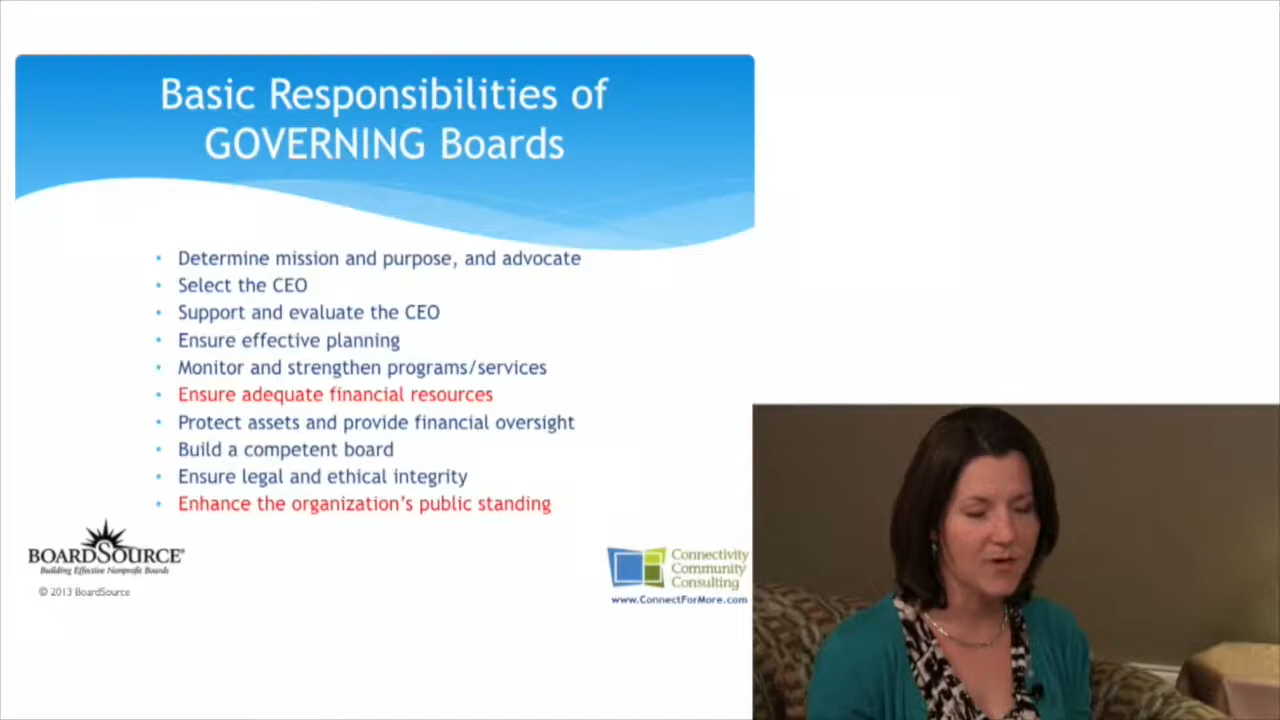 Basic Responsibilities of
GOVERNING Boards
• Determine mission and purpose, and advocate
• Select the CEO
• Support and evaluate the CEO
• Ensure effective planning
• Monitor and strengthen programs/services
• Ensure adequate financial resources
• Protect assets and provide financial oversight
• Build a competent board
• Ensure legal and ethical integrity
• Enhance the organization's public standing
BOARDSOURCE®
Building Effective Nonprofit Boards
© 2013 BoardSource
Connectivity
Community
Consulting
www.ConnectForMore.com